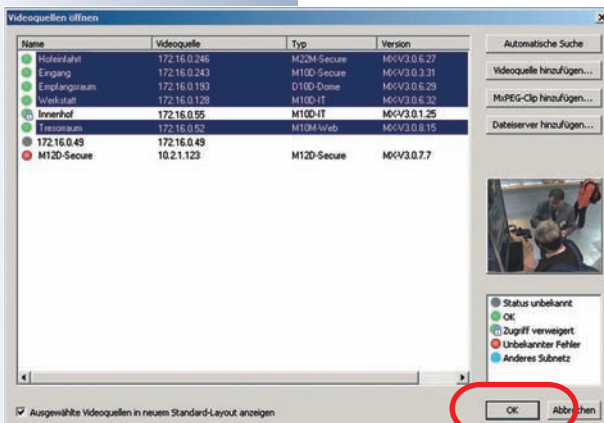 Videoquellen öffnen
Name Videoquelle Typ Version
Hofeinfahrt 172.16.0.246 M22M-Secure MX-V3.0.6.27
Eingang 172.16.0.243 M10D-Secure MX-V3.0.3.31
Empfangsraum 172.16.0.193 D10D-Dome MX-V3.0.6.29
Werkstatt 172.16.0.128 M10D-IT MX-V3.0.6.32
Innenhof 172.16.0.55 M10D-IT MX-V3.0.1.25
Tresorraum 172.16.0.52 M10M-Web MX-V3.0.8.15
172.16.0.49 172.16.0.49
M12D-Secure 10.2.1.123 M12D-Secure MX-V3.0.7.7
Automatische Suche
Videoquelle hinzufügen...
MxPEG-Clip hinzufügen...
Dateiserver hinzufügen...
Status unbekannt
OK
Zugriff verweigert
Unbekannter Fehler
Anderes Subnetz
Ausgewählte Videoquellen in neuem Standard-Layout anzeigen
OK
Abbrechen